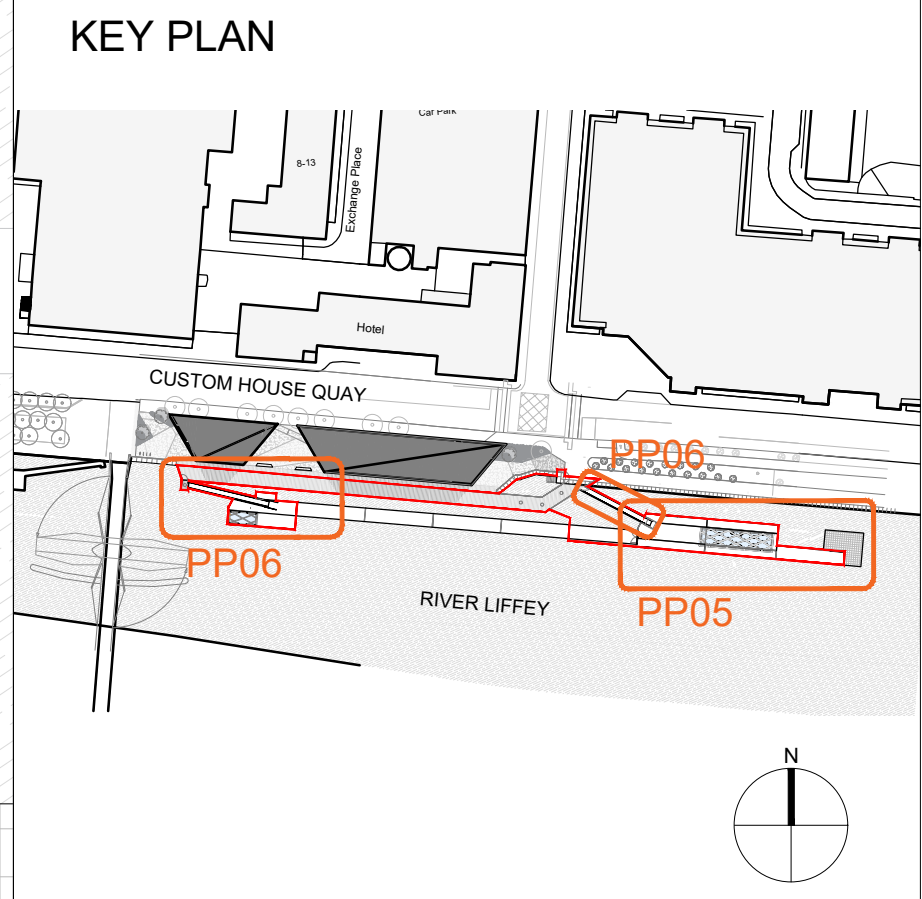 KEY PLAN
Car Park
8-13
Exchange Place
Hotel
CUSTOM HOUSE QUAY
PP06
PP06
RIVER LIFFEY
PP05
N